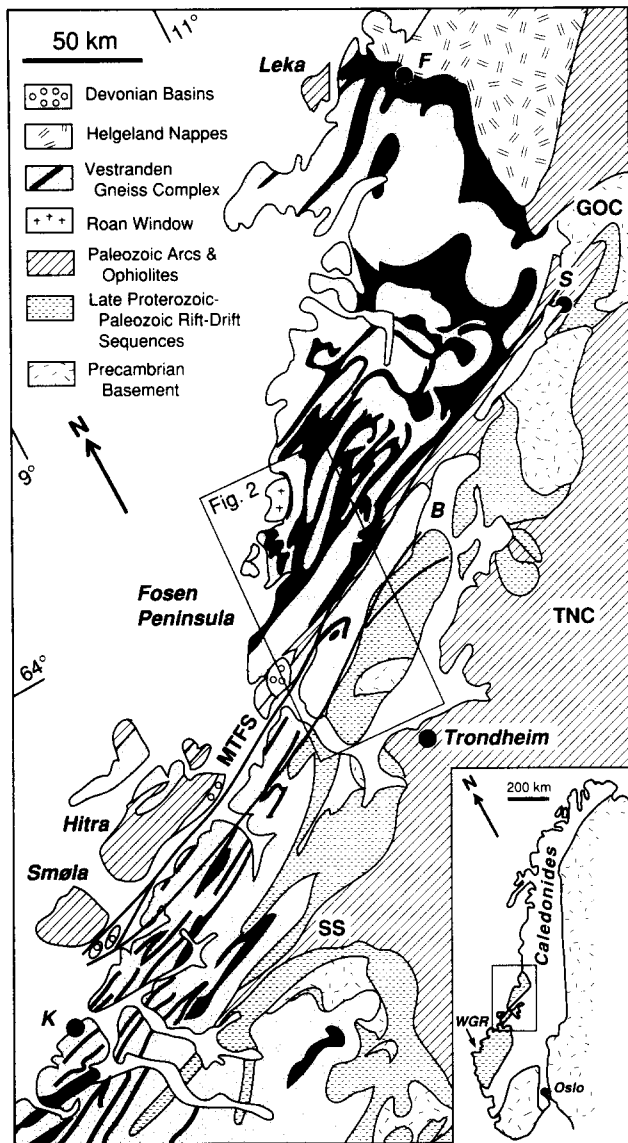 50 km
11°
Leka
F
Devonian Basins
Helgeland Nappes
Vestranden
Gneiss Complex
Roan Window
Paleozoic Arcs &
Ophiolites
Late Proterozoic-
Paleozoic Rift-Drift
Sequences
Precambrian
Basement
GOC
S
N
9°
Fig. 2
B
Fosen
Peninsula
TNC
64°
MTFS
Trondheim
Hitra
Smøla
SS
K
N
200 km
Caledonides
WGR
Oslo